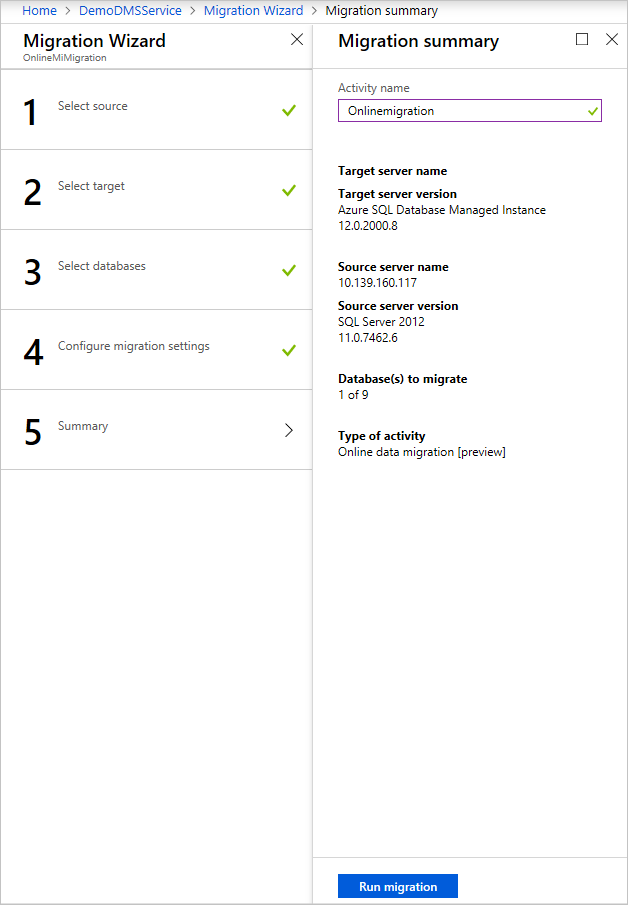 Home > DemoDMSService > Migration Wizard > Migration summary
Migration Wizard
OnlineMiMigration
1 Select source
2 Select target
3 Select databases
4 Configure migration settings
5 Summary
Migration summary
Activity name
Onlinemigration
Target server name
Target server version
Azure SQL Database Managed Instance
12.0.2000.8
Source server name
10.139.160.117
Source server version
SQL Server 2012
11.0.7462.6
Database(s) to migrate
1 of 9
Type of activity
Online data migration [preview]
Run migration